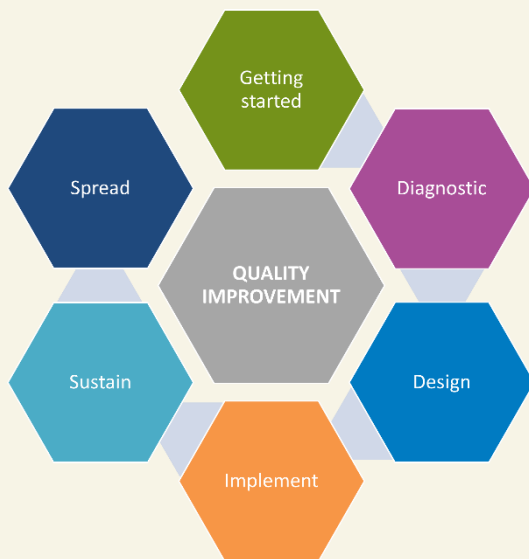 Getting
started
Diagnostic
Design
Implement
Sustain
Spread
QUALITY
IMPROVEMENT